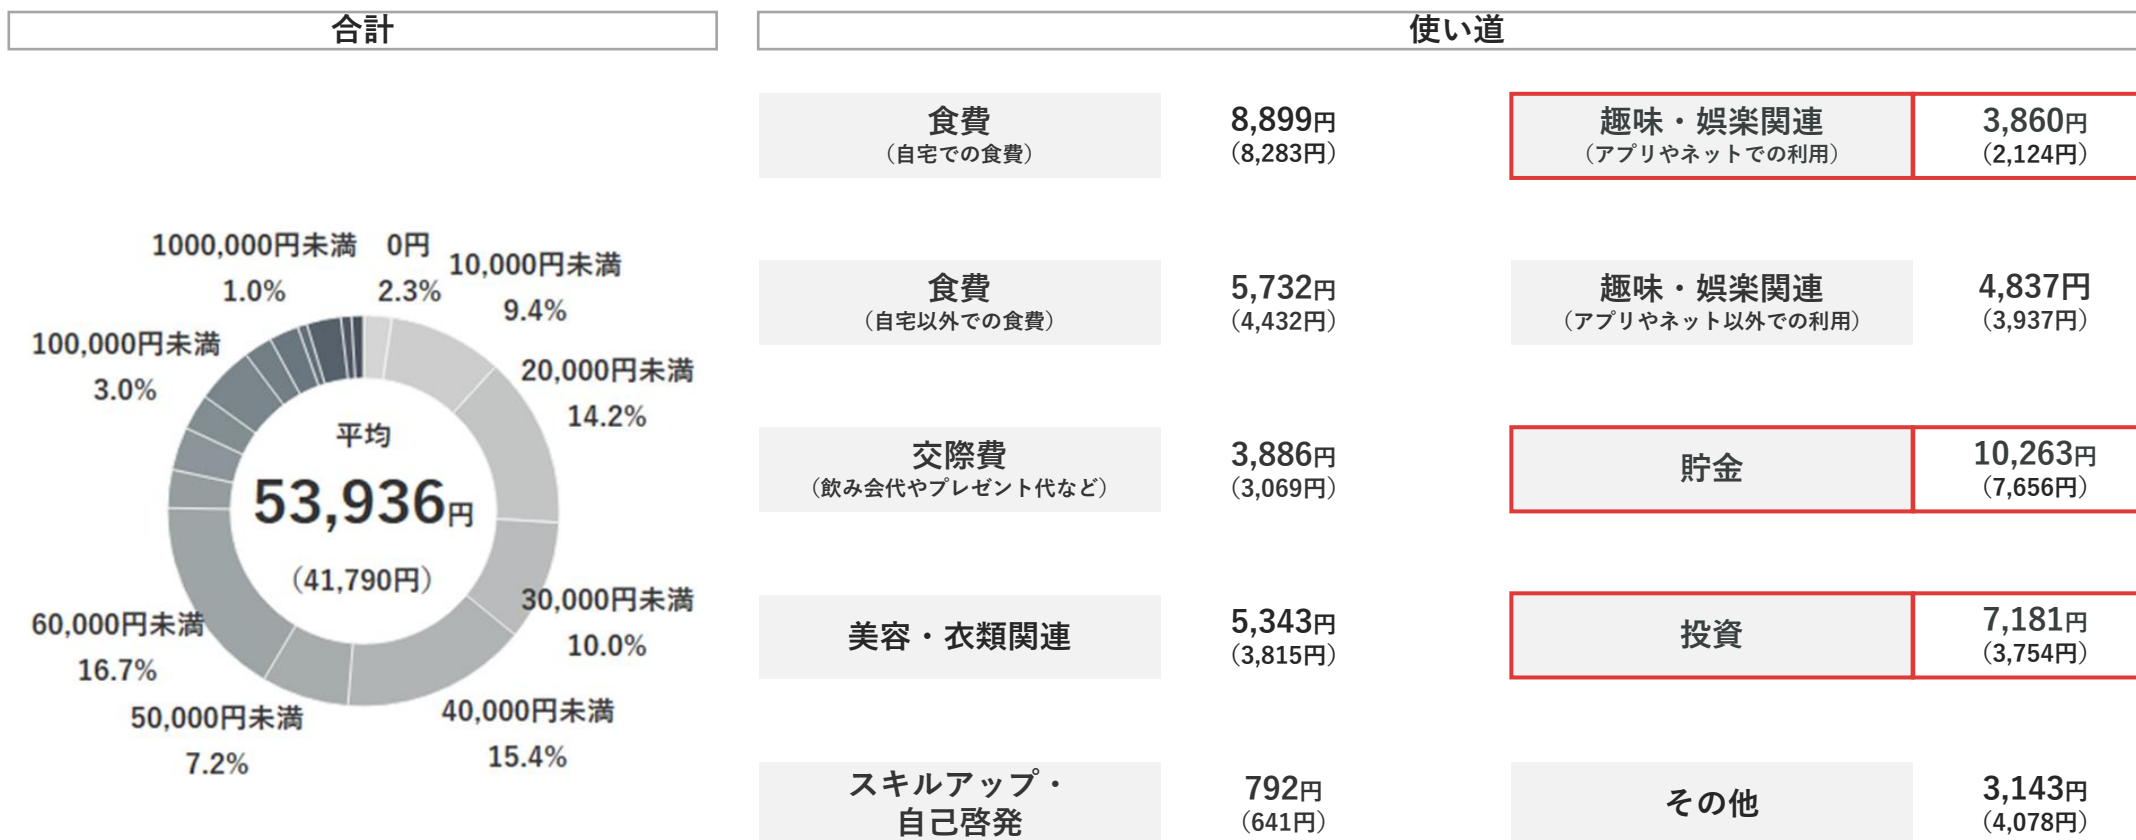 合計
使い道
1000,000円未満
1.0%
0円
2.3%
10,000円未満
9.4%
20,000円未満
14.2%
30,000円未満
10.0%
40,000円未満
15.4%
50,000円未満
7.2%
60,000円未満
16.7%
100,000円未満
3.0%
平均
53,936円
（41,790円）
食費
（自宅での食費）
8,899円
（8,283円）
趣味・娯楽関連
（アプリやネットでの利用）
3,860円
（2,124円）
食費
（自宅以外での食費）
5,732円
（4,432円）
趣味・娯楽関連
（アプリやネット以外での利用）
4,837円
（3,937円）
交際費
（飲み会代やプレゼント代など）
3,886円
（3,069円）
貯金
10,263円
（7,656円）
美容・衣類関連
5,343円
（3,815円）
投資
7,181円
（3,754円）
スキルアップ・
自己啓発
792円
（641円）
その他
3,143円
（4,078円）